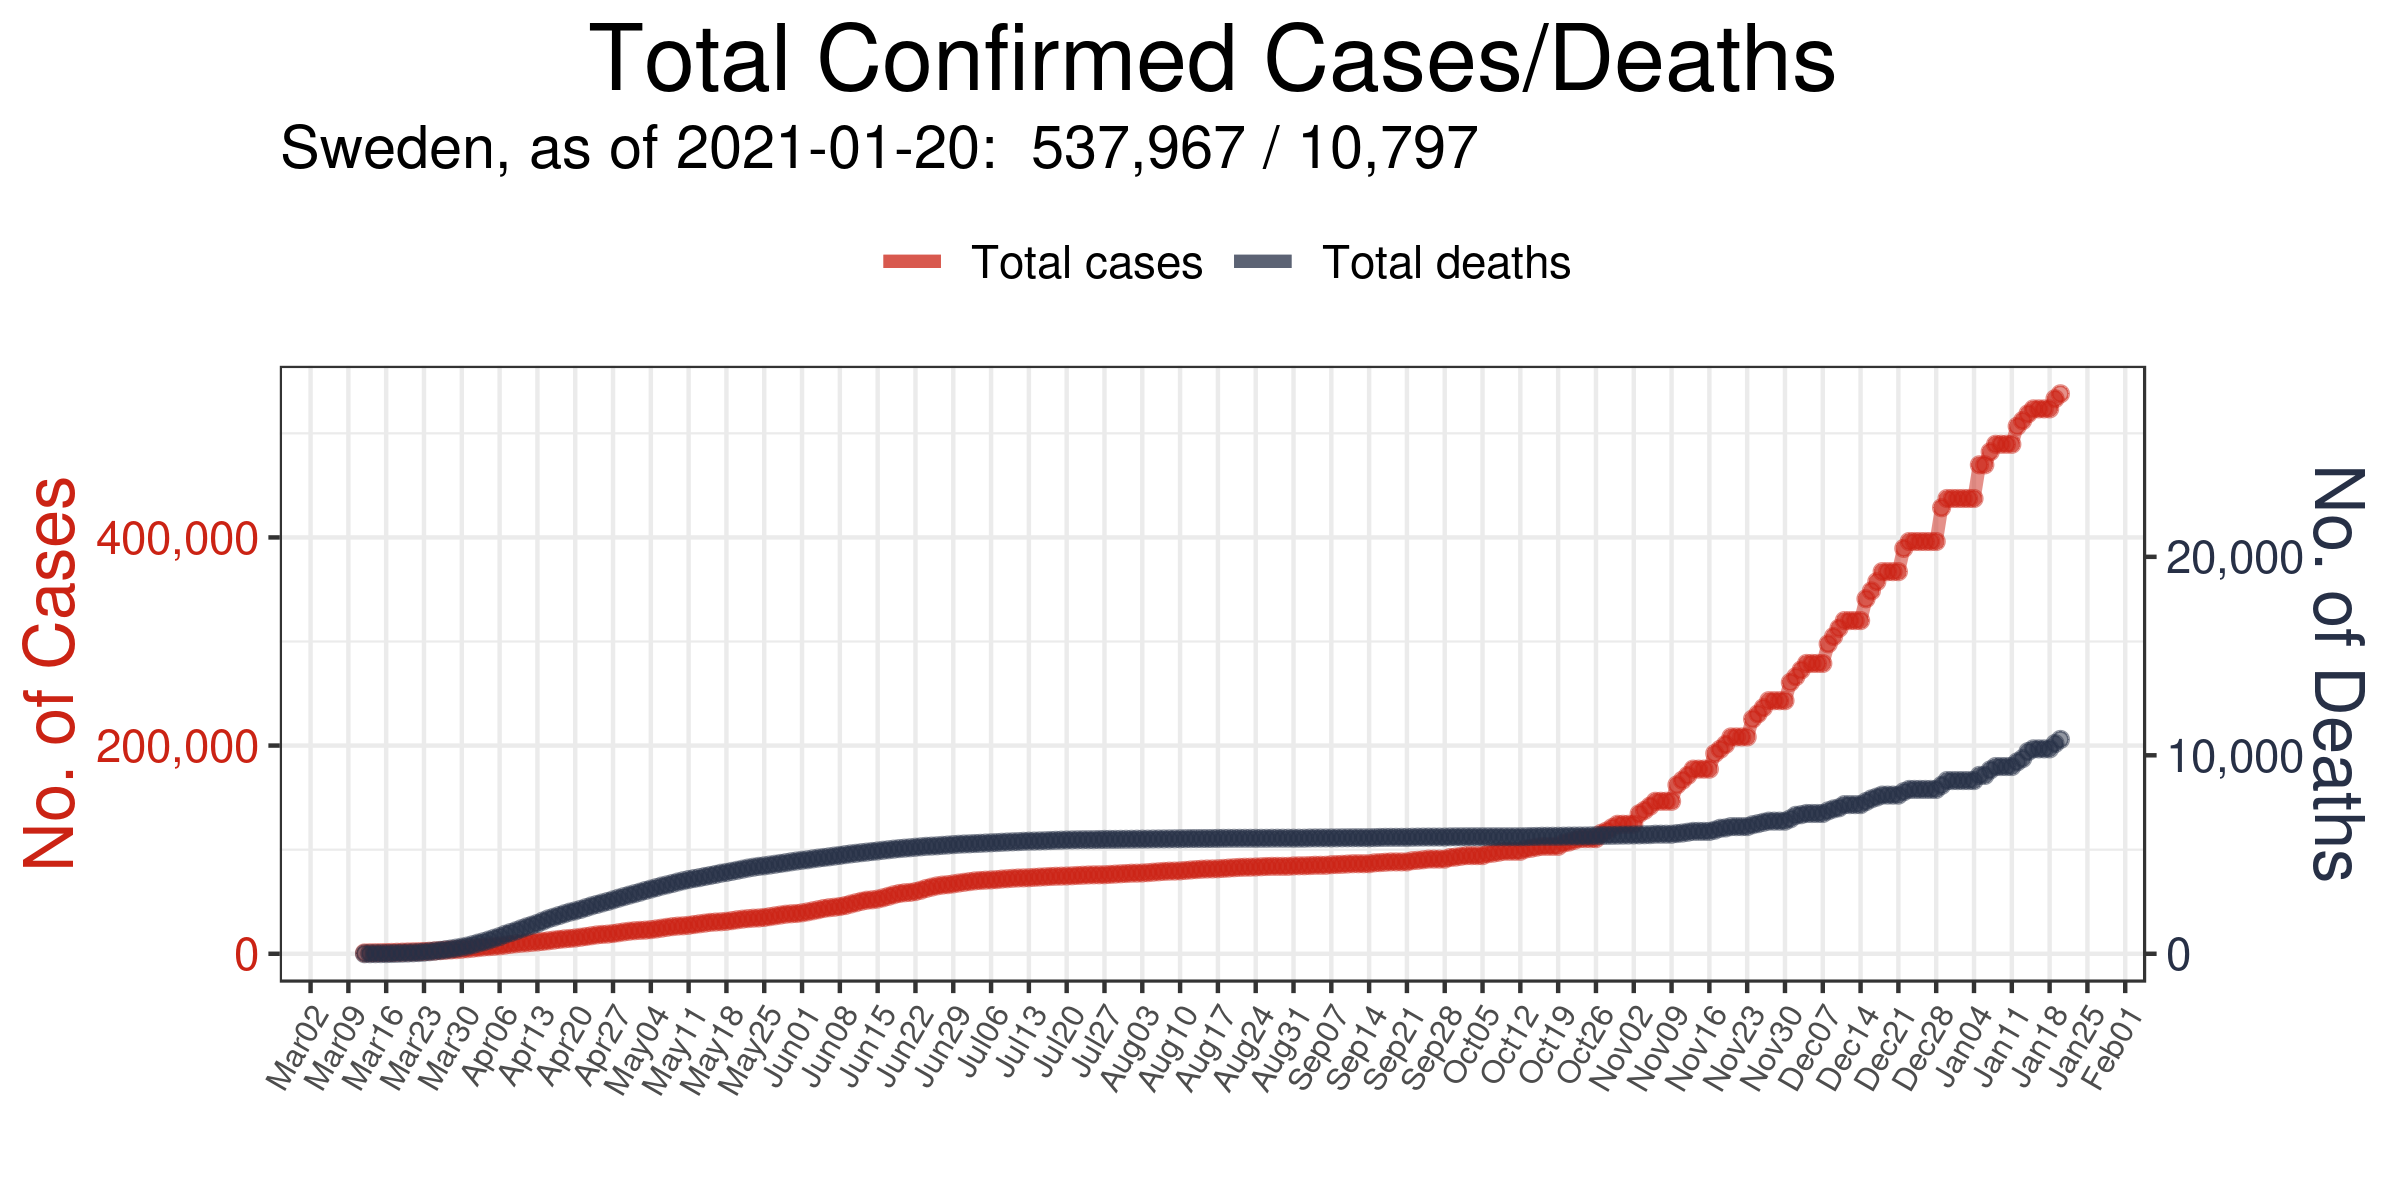 Total Confirmed Cases/Deaths
Sweden, as of 2021-01-20:  537,967 / 10,797
Total cases
Total deaths
No. of Cases
400,000
200,000
0
20,000
10,000
0
No. of Deaths
Mar02
Mar09
Mar16
Mar23
Mar30
Apr06
Apr13
Apr20
Apr27
May04
May11
May18
May25
Jun01
Jun08
Jun15
Jun22
Jun29
Jul06
Jul13
Jul20
Jul27
Aug03
Aug10
Aug17
Aug24
Aug31
Sep07
Sep14
Sep21
Sep28
Oct05
Oct12
Oct19
Oct26
Nov02
Nov09
Nov16
Nov23
Nov30
Dec07
Dec14
Dec21
Dec28
Jan04
Jan11
Jan18
Jan25
Feb01